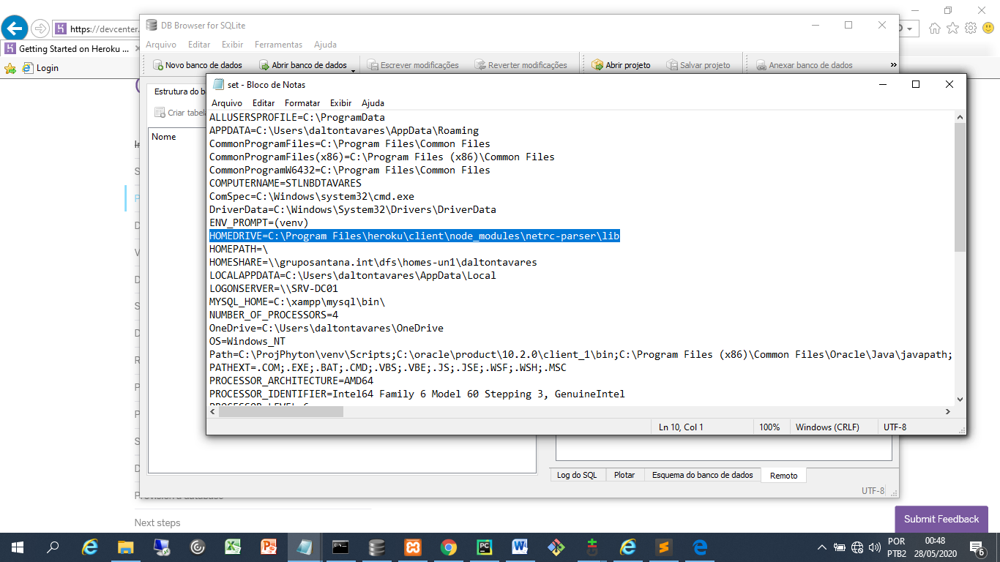 https://devcenter.
Getting Started on Heroku ...
Login
DB Browser for SQLite
Arquivo Editar Exibir Ferramentas Ajuda
Novo banco de dados Abrir banco de dados Escrever modificações Reverter modificações Abrir projeto Salvar projeto Anexar banco de dados »
Estrutura do b
Criar tabela
Nome
set - Bloco de Notas
Arquivo Editar Formatar Exibir Ajuda
ALLUSERSPROFILE=C:\ProgramData
APPDATA=C:\Users\daltontavares\AppData\Roaming
CommonProgramFiles=C:\Program Files\Common Files
CommonProgramFiles(x86)=C:\Program Files (x86)\Common Files
CommonProgramW6432=C:\Program Files\Common Files
COMPUTERNAME=STLNBDTAVARES
ComSpec=C:\Windows\system32\cmd.exe
DriverData=C:\Windows\System32\Drivers\DriverData
ENV_PROMPT=(venv)
HOMEDRIVE=C:\Program Files\heroku\client\node_modules\netrc-parser\lib
HOMEPATH=\
HOMESHARE=\\gruposantana.int\dfs\homes-un1\daltontavares
LOCALAPPDATA=C:\Users\daltontavares\AppData\Local
LOGONSERVER=\\SRV-DC01
MYSQL_HOME=C:\xampp\mysql\bin\
NUMBER_OF_PROCESSORS=4
OneDrive=C:\Users\daltontavares\OneDrive
OS=Windows_NT
Path=C:\ProjPhyton\venv\Scripts;C:\oracle\product\10.2.0\client_1\bin;C:\Program Files (x86)\Common Files\Oracle\Java\javapath;
PATHEXT=.COM;.EXE;.BAT;.CMD;.VBS;.VBE;.JS;.JSE;.WSF;.WSH;.MSC
PROCESSOR_ARCHITECTURE=AMD64
PROCESSOR_IDENTIFIER=Intel64 Family 6 Model 60 Stepping 3, GenuineIntel
PROCESSOR_LEVEL=6
Ln 10, Col 1 100% Windows (CRLF) UTF-8
Log do SQL Plotar Esquema do banco de dados Remoto
UTF-8
Provision a database
Next steps
Submit Feedback
POR 00:48
PTB2 28/05/2020 6